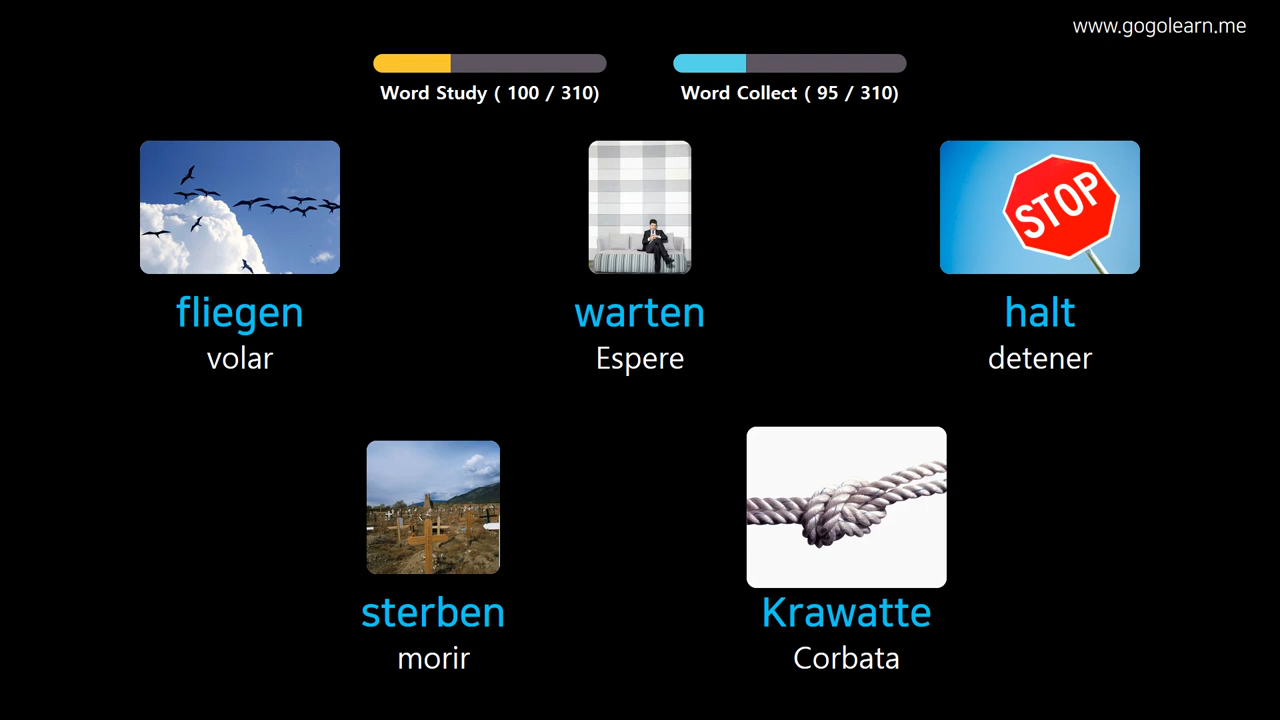 www.gogolearn.me
Word Study ( 100 / 310)
Word Collect ( 95 / 310)
STOP
fliegen
warten
halt
volar
Espere
detener
sterben
Krawatte
morir
Corbata